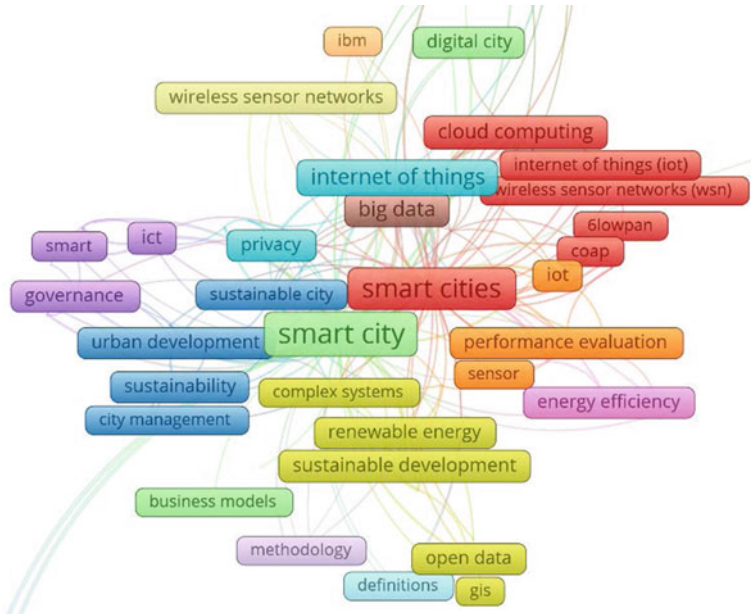 ibm
digital city
wireless sensor networks
cloud computing
internet of things (iot)
internet of things
wireless sensor networks (wsn)
big data
6lowpan
smart
ict
privacy
coap
iot
governance
sustainable city
smart cities
smart city
urban development
performance evaluation
sensor
sustainability
complex systems
energy efficiency
city management
renewable energy
sustainable development
business models
methodology
open data
definitions
gis